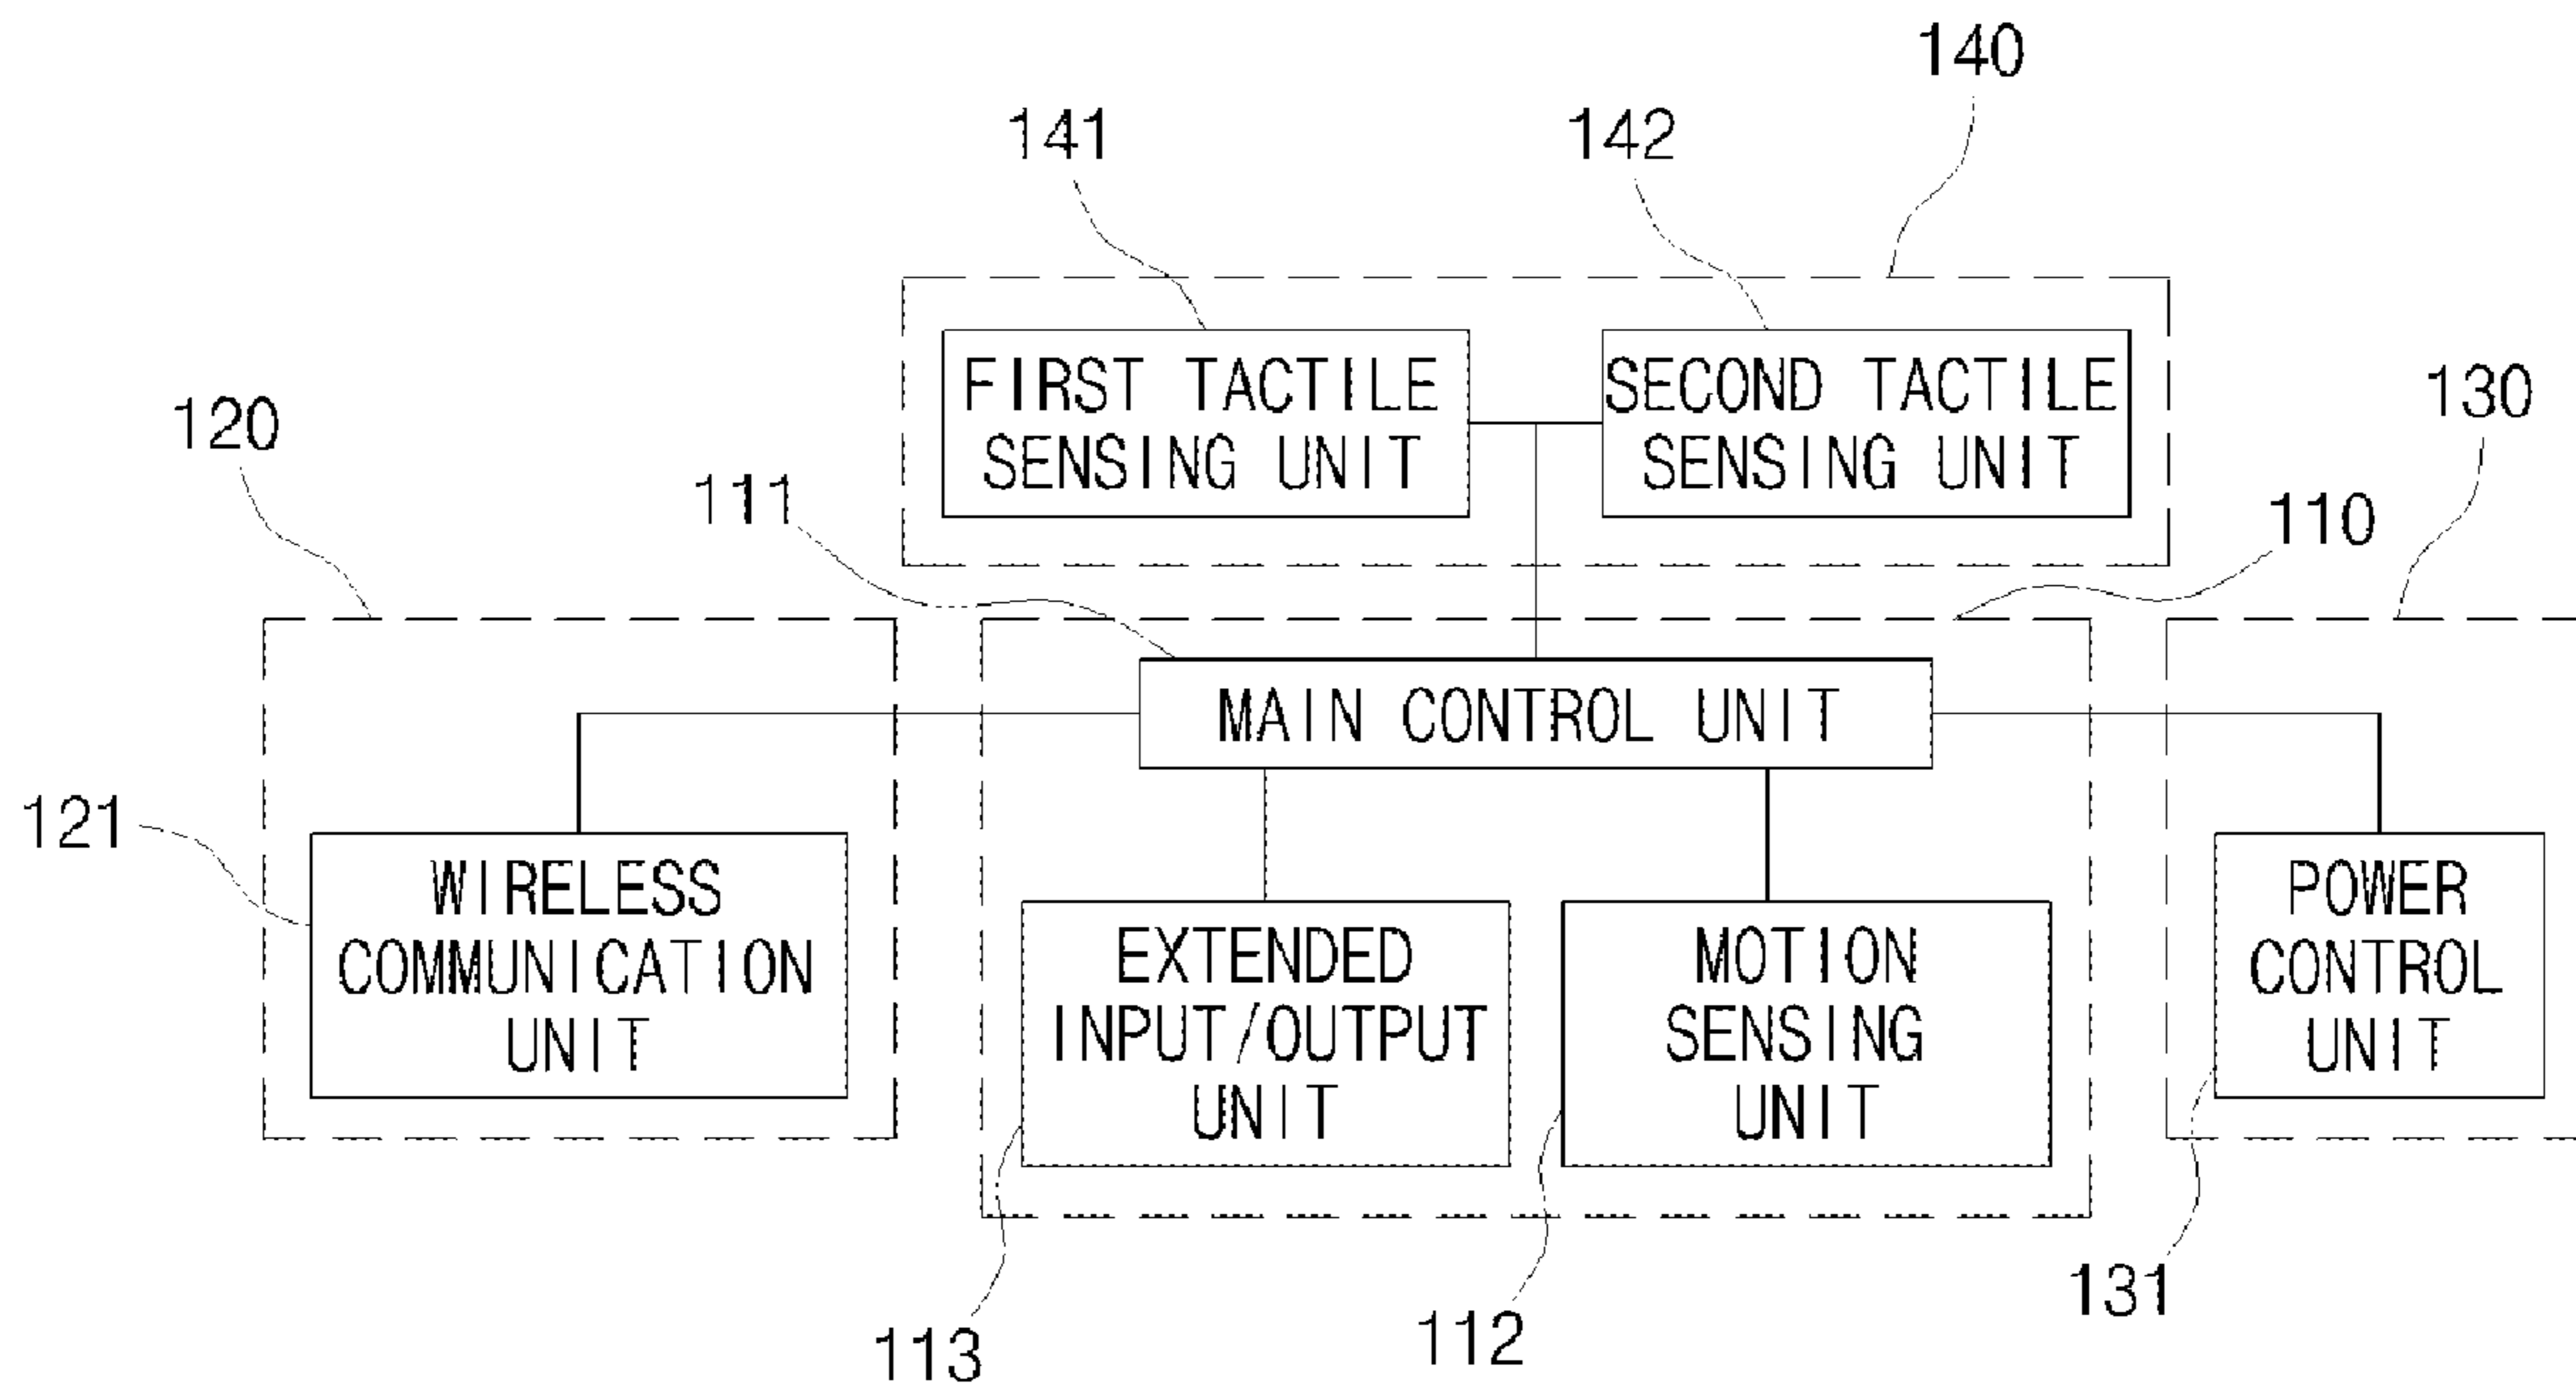 140
141
142
FIRST TACTILE
SENSING UNIT
SECOND TACTILE
SENSING UNIT
120
130
111
110
MAIN CONTROL UNIT
121
WIRELESS
COMMUNICATION
UNIT
EXTENDED
INPUT/OUTPUT
UNIT
MOTION
SENSING
UNIT
POWER
CONTROL
UNIT
113
112
131